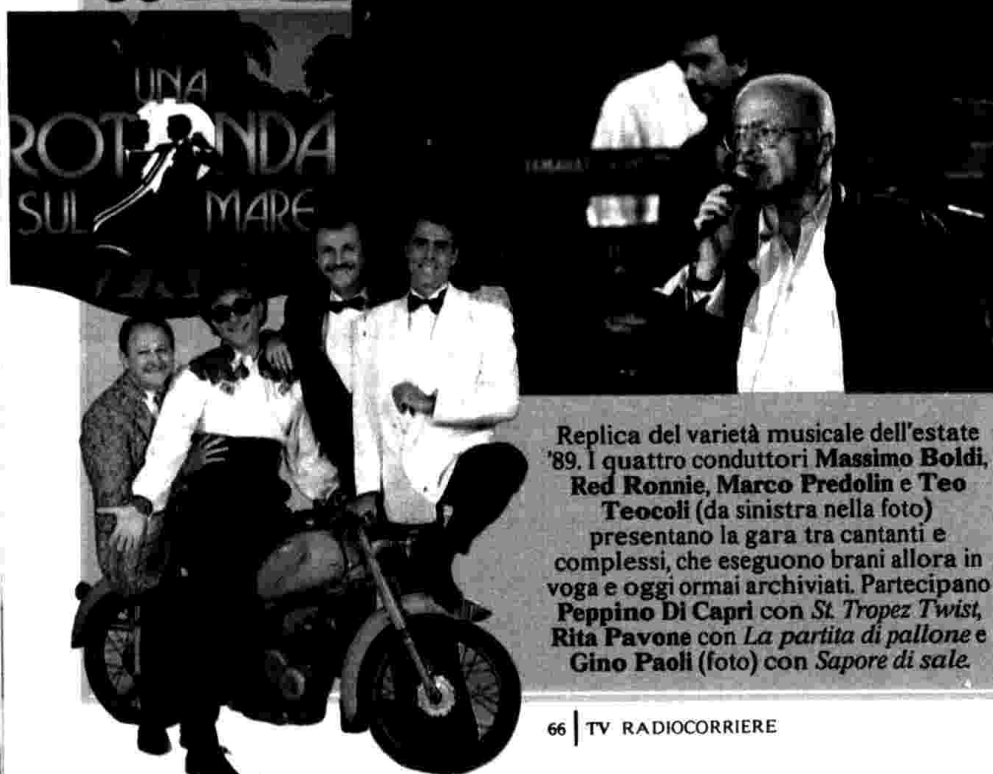 UNA
ROTONDA
SUL MARE
YAMAHA
Replica del varietà musicale dell'estate
'89. I quattro conduttori Massimo Boldi,
Red Ronnie, Marco Predolin e Teo
Teocoli (da sinistra nella foto)
presentano la gara tra cantanti e
complessi, che eseguono brani allora in
voga e oggi ormai archiviati. Partecipano
Peppino Di Capri con St. Tropez Twist,
Rita Pavone con La partita di pallone e
Gino Paoli (foto) con Sapore di sale.
66 | TV RADIOCORRIERE